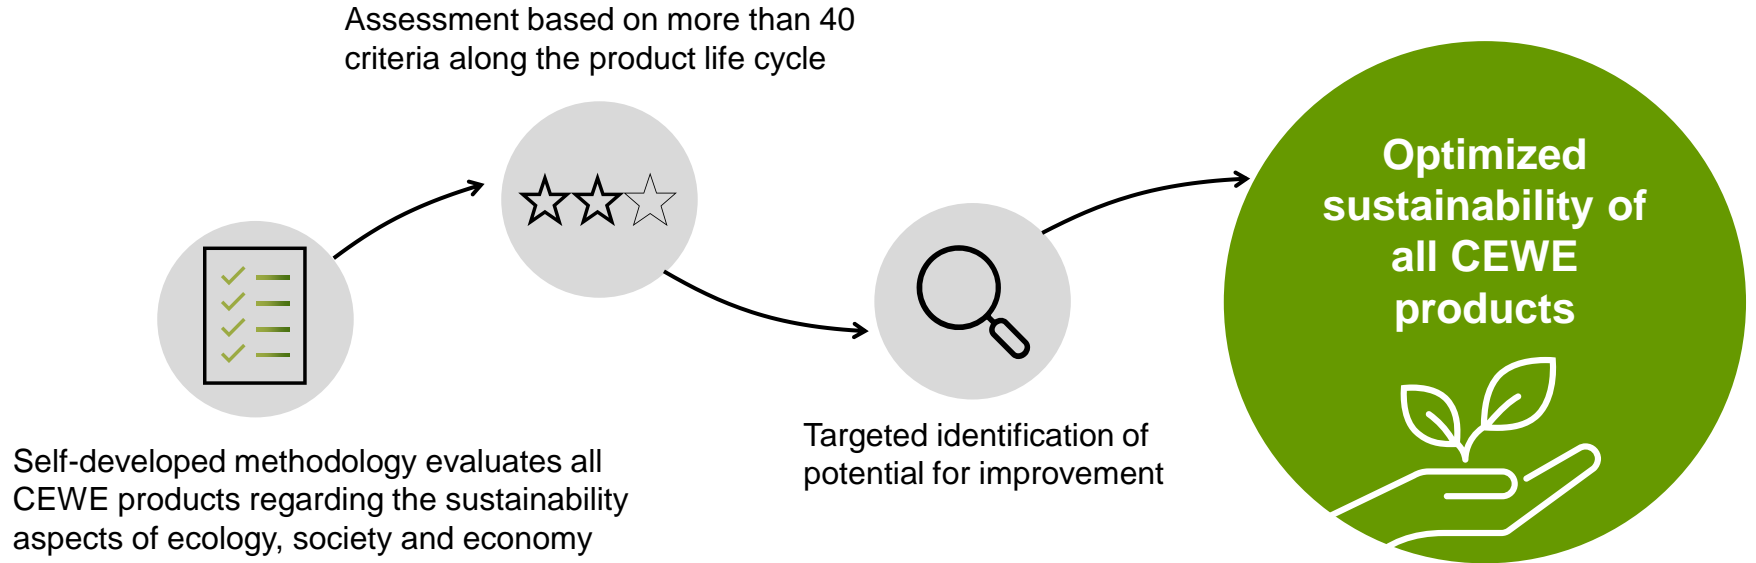 Assessment based on more than 40
criteria along the product life cycle
Self-developed methodology evaluates all
CEWE products regarding the sustainability
aspects of ecology, society and economy
Targeted identification of
potential for improvement
Optimized
sustainability of
all CEWE
products